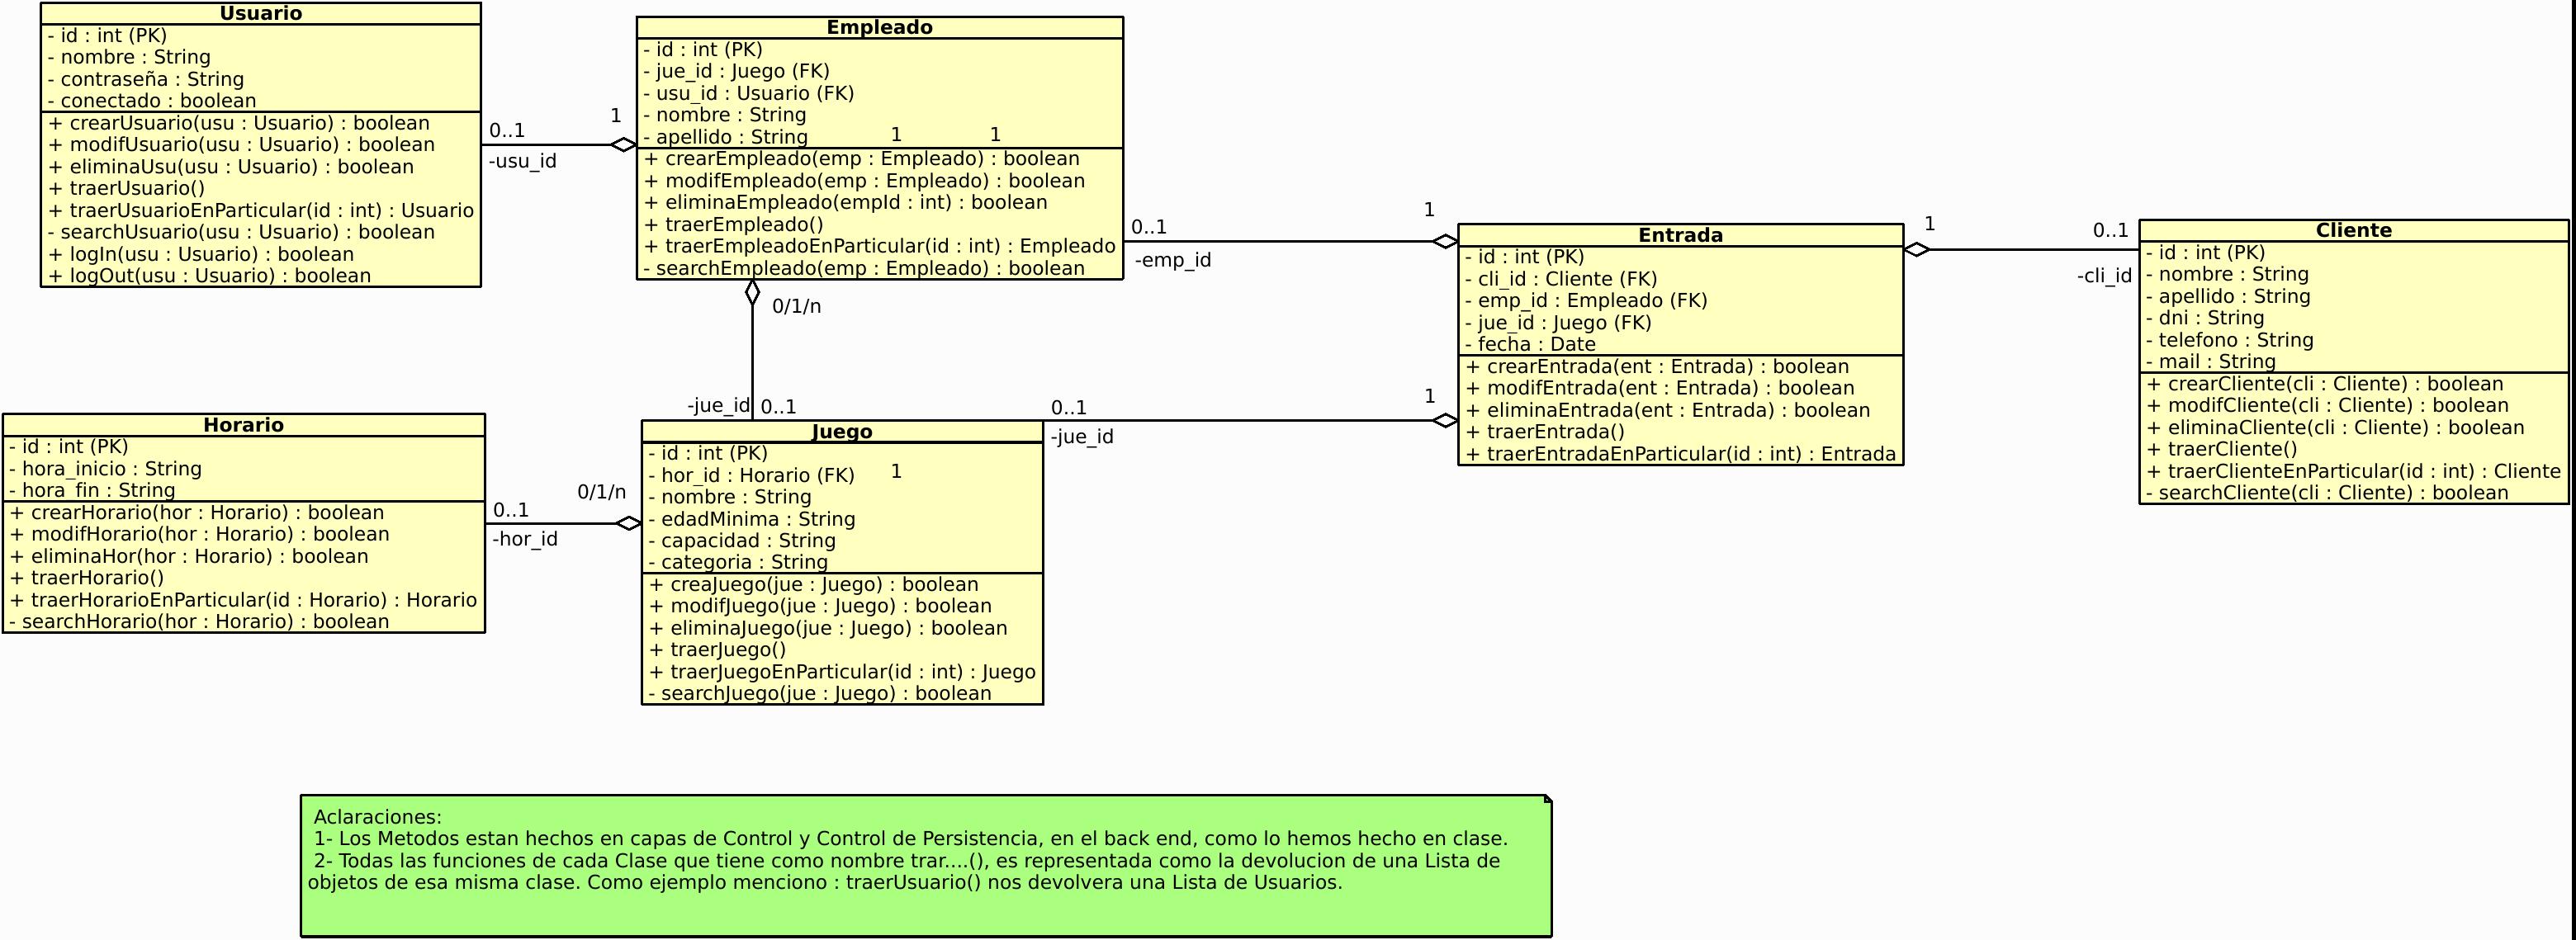 Usuario
- id : int (PK)
- nombre : String
- contraseña : String
- conectado : boolean
+ crearUsuario(usu : Usuario) : boolean
+ modifUsuario(usu : Usuario) : boolean
+ eliminaUsu(usu : Usuario) : boolean
+ traerUsuario()
+ traerUsuarioEnParticular(id : int) : Usuario
- searchUsuario(usu : Usuario) : boolean
+ logIn(usu : Usuario) : boolean
+ logOut(usu : Usuario) : boolean
0..1
-usu_id
1
Empleado
- id : int (PK)
- jue_id : Juego (FK)
- usu_id : Usuario (FK)
- nombre : String
- apellido : String
1
1
+ crearEmpleado(emp : Empleado) : boolean
+ modifEmpleado(emp : Empleado) : boolean
+ eliminaEmpleado(empId : int) : boolean
+ traerEmpleado()
+ traerEmpleadoEnParticular(id : int) : Empleado
- searchEmpleado(emp : Empleado) : boolean
0..1
-emp_id
1
Entrada
- id : int (PK)
- cli_id : Cliente (FK)
- emp_id : Empleado (FK)
- jue_id : Juego (FK)
- fecha : Date
+ crearEntrada(ent : Entrada) : boolean
+ modifEntrada(ent : Entrada) : boolean
+ eliminaEntrada(ent : Entrada) : boolean
+ traerEntrada()
+ traerEntradaEnParticular(id : int) : Entrada
1
0..1
-cli_id
Cliente
- id : int (PK)
- nombre : String
- apellido : String
- dni : String
- telefono : String
- mail : String
+ crearCliente(cli : Cliente) : boolean
+ modifCliente(cli : Cliente) : boolean
+ eliminaCliente(cli : Cliente) : boolean
+ traerCliente()
+ traerClienteEnParticular(id : int) : Cliente
- searchCliente(cli : Cliente) : boolean
0/1/n
-jue_id
0..1
Horario
- id : int (PK)
- hora_inicio : String
- hora_fin : String
+ crearHorario(hor : Horario) : boolean
+ modifHorario(hor : Horario) : boolean
+ eliminaHor(hor : Horario) : boolean
+ traerHorario()
+ traerHorarioEnParticular(id : Horario) : Horario
- searchHorario(hor : Horario) : boolean
0..1
-hor_id
0/1/n
Juego
- id : int (PK)
- hor_id : Horario (FK)
1
- nombre : String
- edadMinima : String
- capacidad : String
- categoria : String
+ creaJuego(jue : Juego) : boolean
+ modifJuego(jue : Juego) : boolean
+ eliminaJuego(jue : Juego) : boolean
+ traerJuego()
+ traerJuegoEnParticular(id : int) : Juego
- searchJuego(jue : Juego) : boolean
0..1
-jue_id
1
Aclaraciones:
1- Los Metodos estan hechos en capas de Control y Control de Persistencia, en el back end, como lo hemos hecho en clase.
2- Todas las funciones de cada Clase que tiene como nombre trar....(), es representada como la devolucion de una Lista de
objetos de esa misma clase. Como ejemplo menciono : traerUsuario() nos devolvera una Lista de Usuarios.